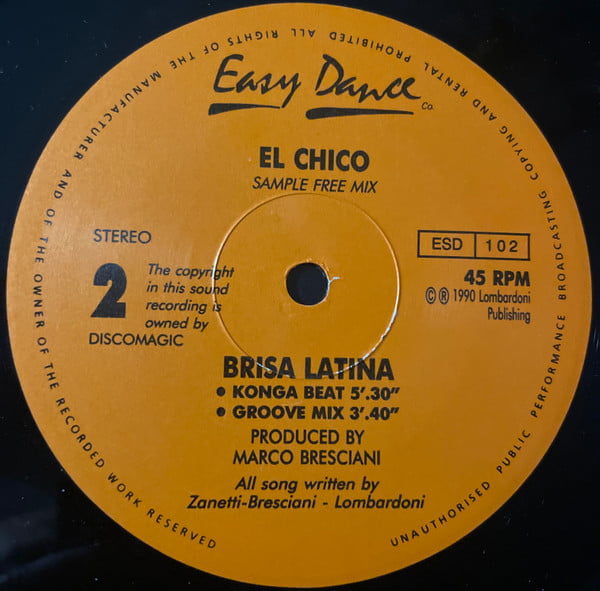 ALL RIGHTS OF THE MANUFACTURER AND OF THE OWNER OF THE RECORDED WORK RESERVED
UNAUTHORISED PUBLIC PERFORMANCE BROADCASTING COPYING AND RENTAL PROHIBITED
Easy Dance Co.
EL CHICO
SAMPLE FREE MIX
STEREO
ESD 102
2
The copyright
in this sound
recording is
owned by
DISCOMAGIC
45 RPM
© ℗ 1990 Lombardoni
Publishing
BRISA LATINA
• KONGA BEAT 5'.30"
• GROOVE MIX 3'.40"
PRODUCED BY
MARCO BRESCIANI
All song written by
Zanetti-Bresciani - Lombardoni